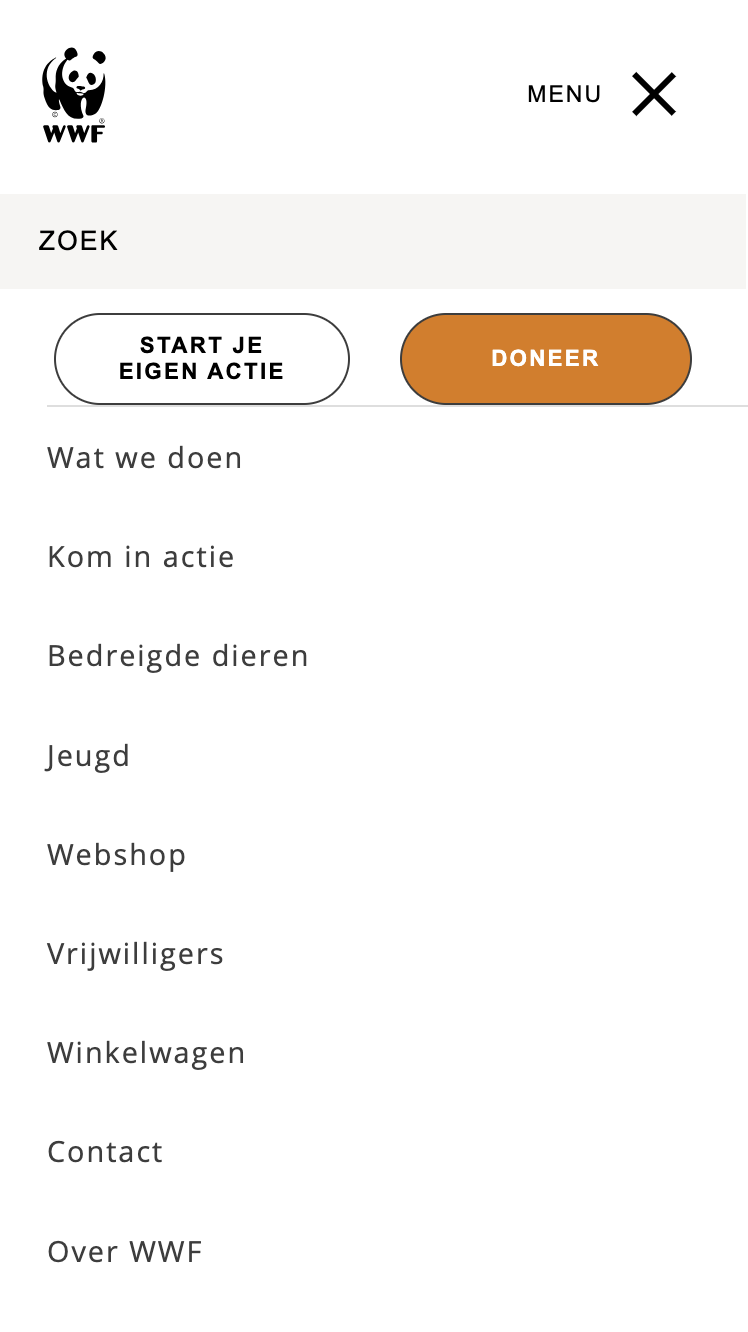 WWF
MENU
ZOEK
START JE
EIGEN ACTIE
DONEER
Wat we doen
Kom in actie
Bedreigde dieren
Jeugd
Webshop
Vrijwilligers
Winkelwagen
Contact
Over WWF